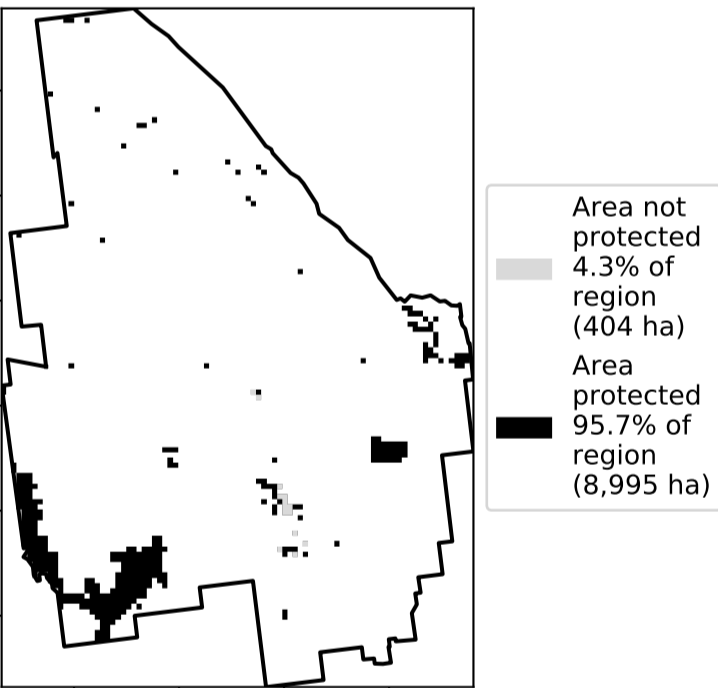 Area not
protected
4.3% of
region
(404 ha)
Area
protected
95.7% of
region
(8,995 ha)